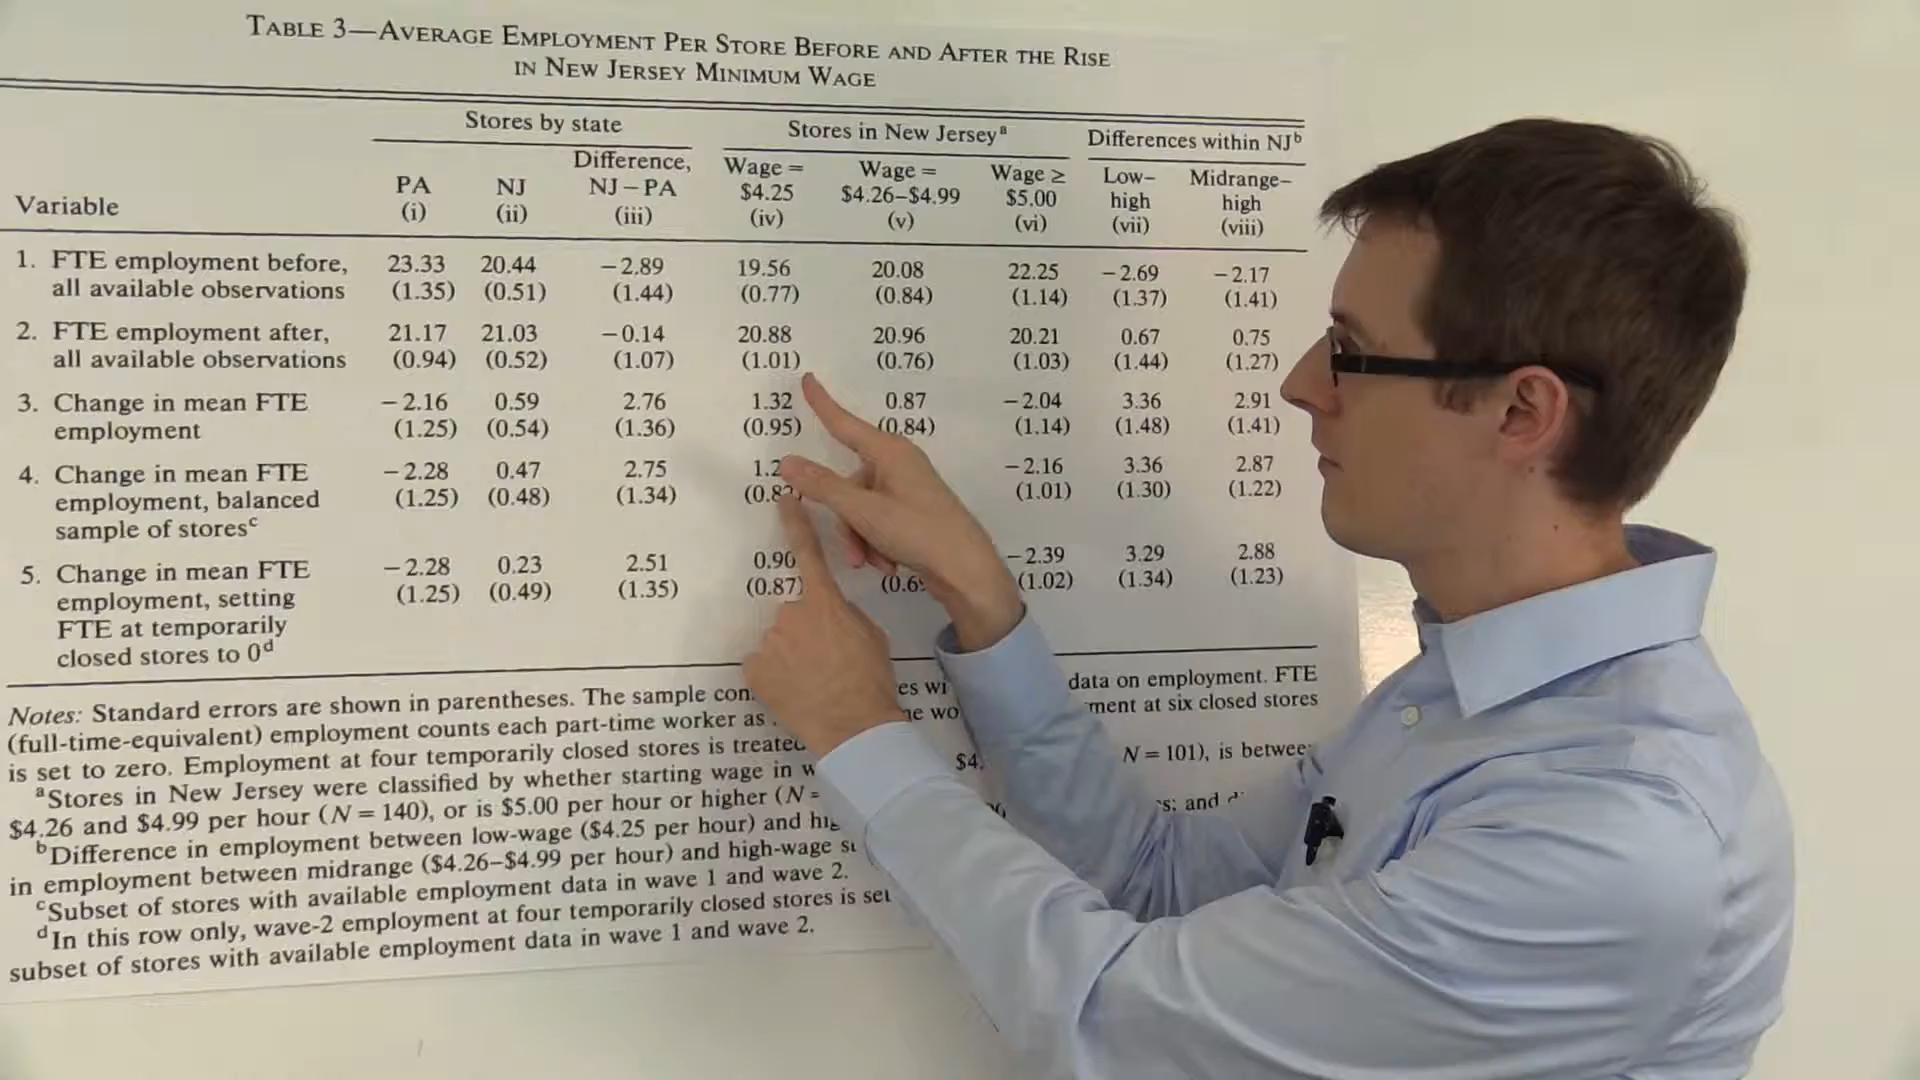 TABLE 3—AVERAGE EMPLOYMENT PER STORE BEFORE AND AFTER THE RISE
IN NEW JERSEY MINIMUM WAGE
Stores by state Stores in New Jerseyᵃ Differences within NJᵇ
Variable PA (i) NJ (ii) Difference, NJ−PA (iii) Wage = $4.25 (iv) Wage = $4.26–$4.99 (v) Wage ≥ $5.00 (vi) Low–high (vii) Midrange–high (viii)
1. FTE employment before, 23.33 20.44 −2.89 19.56 20.08 22.25 −2.69 −2.17
all available observations (1.35) (0.51) (1.44) (0.77) (0.84) (1.14) (1.37) (1.41)
2. FTE employment after, 21.17 21.03 −0.14 20.88 20.96 20.21 0.67 0.75
all available observations (0.94) (0.52) (1.07) (1.01) (0.76) (1.03) (1.44) (1.27)
3. Change in mean FTE −2.16 0.59 2.76 1.32 0.87 −2.04 3.36 2.91
employment (1.25) (0.54) (1.36) (0.95) (0.84) (1.14) (1.48) (1.41)
4. Change in mean FTE −2.28 0.47 2.75 −2.16 3.36 2.87
employment, balanced (1.25) (0.48) (1.34) (1.01) (1.30) (1.22)
sample of storesᶜ
5. Change in mean FTE −2.28 0.23 2.51 0.90 −2.39 3.29 2.88
employment, setting (1.25) (0.49) (1.35) (0.87) (1.02) (1.34) (1.23)
FTE at temporarily
closed stores to 0ᵈ
Notes: Standard errors are shown in parentheses. The sample data on employment. FTE
(full-time-equivalent) employment counts each part-time worker as at six closed stores
is set to zero. Employment at four temporarily closed stores is
ᵃStores in New Jersey were classified by whether starting wage in N = 101), is
$4.26 and $4.99 per hour (N = 140), or is $5.00 per hour or higher (N =
ᵇDifference in employment between low-wage ($4.25 per hour) and and
in employment between midrange ($4.26–$4.99 per hour) and high-wage
ᶜSubset of stores with available employment data in wave 1 and wave 2.
ᵈIn this row only, wave-2 employment at four temporarily closed stores is
subset of stores with available employment data in wave 1 and wave 2.